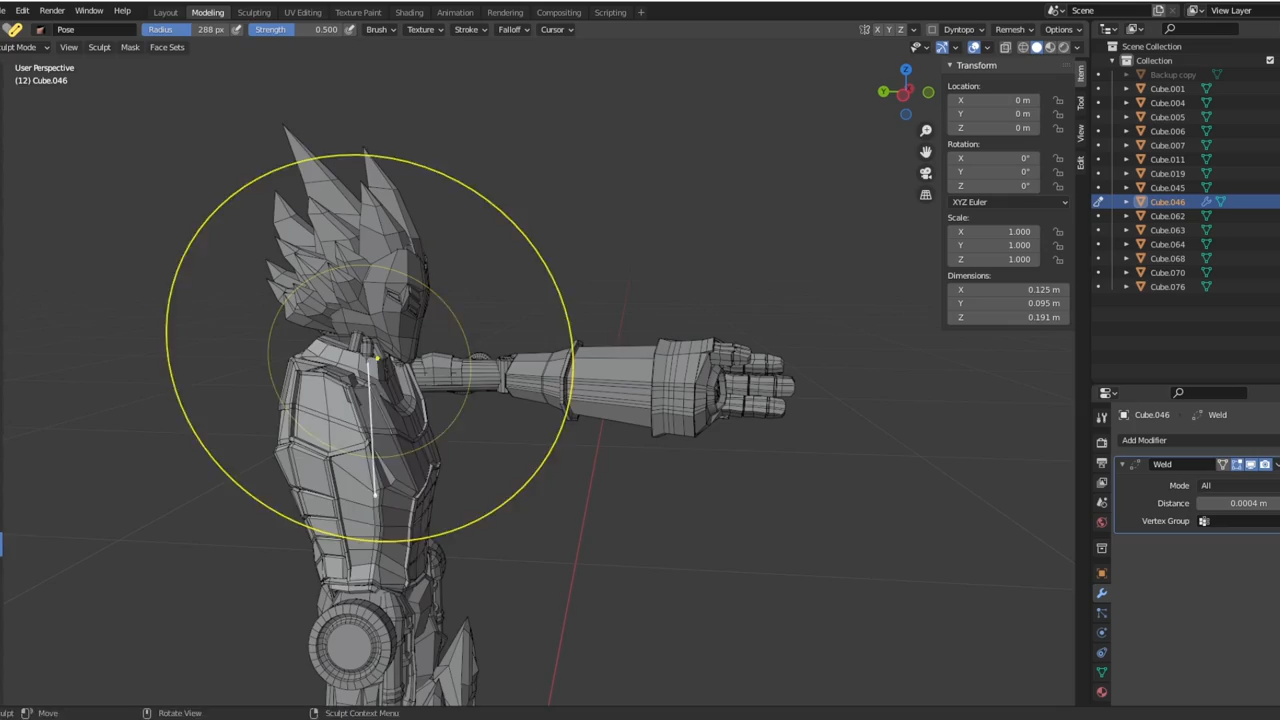 Edit Render Window Help Layout Modeling Sculpting UV Editing Texture Paint Shading Animation Rendering Compositing Scripting + Scene View Layer
Pose Radius 288 px Strength 0.500 Brush Texture Stroke Falloff Cursor X Y Z Dyntopo Remesh Options
Sculpt Mode View Sculpt Mask Face Sets
User Perspective
(12) Cube.046
Z
Y
Transform
Location:
X 0 m
Y 0 m
Z 0 m
Rotation:
X 0°
Y 0°
Z 0°
XYZ Euler
Scale:
X 1.000
Y 1.000
Z 1.000
Dimensions:
X 0.125 m
Y 0.095 m
Z 0.191 m
Item
Tool
View
Edit
Scene Collection
Collection
Backup copy
Cube.001
Cube.004
Cube.005
Cube.006
Cube.007
Cube.011
Cube.019
Cube.045
Cube.046
Cube.062
Cube.063
Cube.064
Cube.068
Cube.070
Cube.076
Cube.046 Weld
Add Modifier
Weld
Mode All
Distance 0.0004 m
Vertex Group
Move Rotate View Sculpt Context Menu